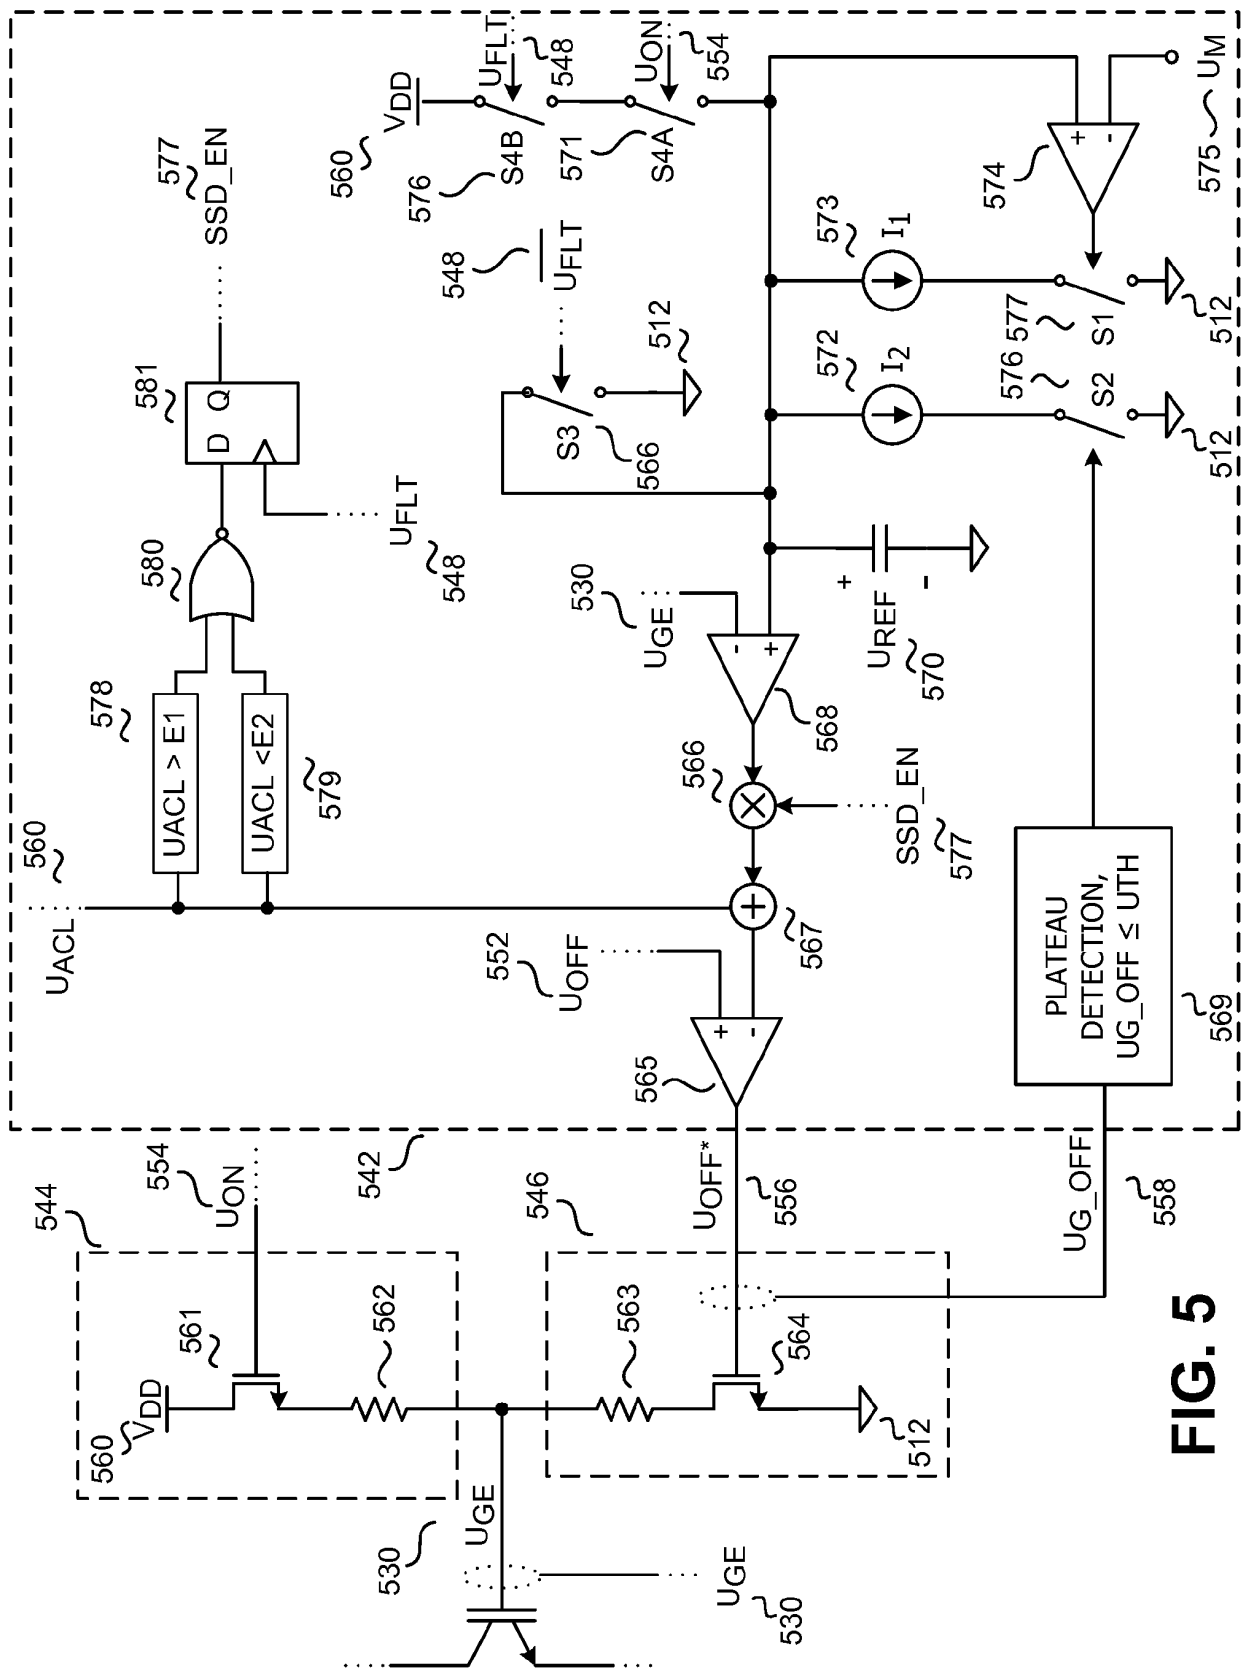 UACL
560
UACL > E1
578
UACL <E2
579
580
D Q
581
UFLT
548
SSD_EN
577
VDD
560
UFLT
548
S4B
576
UON
554
S4A
571
UFLT
548
S3
566
512
UM
575
+
-
574
I1
573
I2
572
S1
577
S2
576
512
512
UREF
570
+
-
UGE
530
-
+
568
566
SSD_EN
577
+
567
UOFF
552
+
-
565
PLATEAU
DETECTION,
UG_OFF ≤ UTH
569
542
UOFF*
556
UG_OFF
558
544
UON
554
VDD
560
561
562
546
563
564
512
UGE
530
UGE
530
FIG. 5